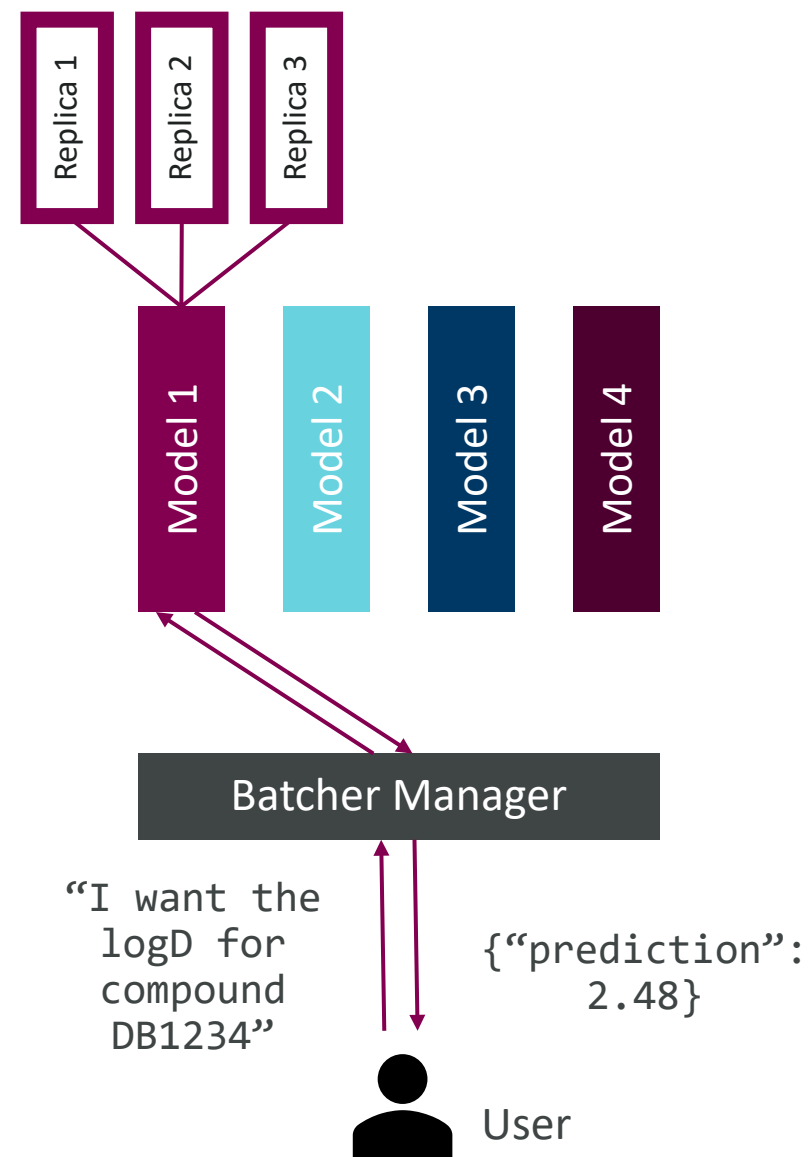 Replica 1
Replica 2
Replica 3
Model 1
Model 2
Model 3
Model 4
Batcher Manager
“I want the
logD for
compound
DB1234”
{“prediction”:
2.48}
User